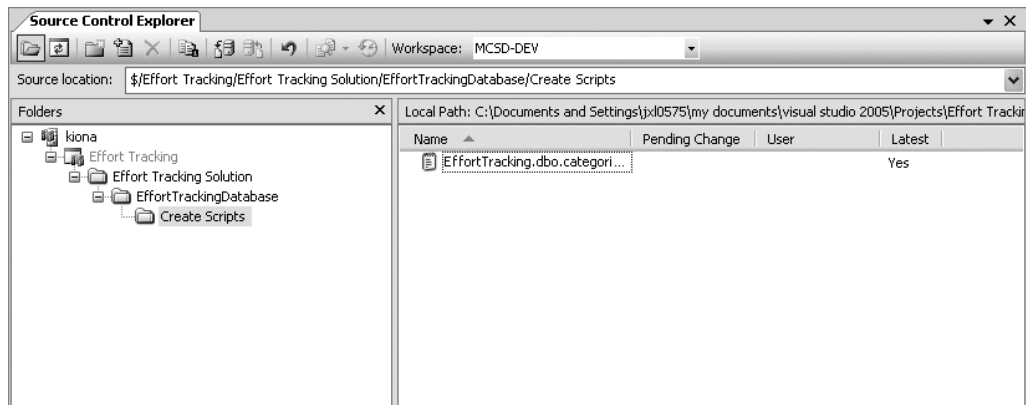 Source Control Explorer
Workspace: MCSD-DEV
Source location: $/Effort Tracking/Effort Tracking Solution/EffortTrackingDatabase/Create Scripts
Folders
Local Path: C:\Documents and Settings\jxl0575\my documents\visual studio 2005\Projects\Effort Trackin
kiona
Effort Tracking
Effort Tracking Solution
EffortTrackingDatabase
Create Scripts
Name Pending Change User Latest
EffortTracking.dbo.categori... Yes